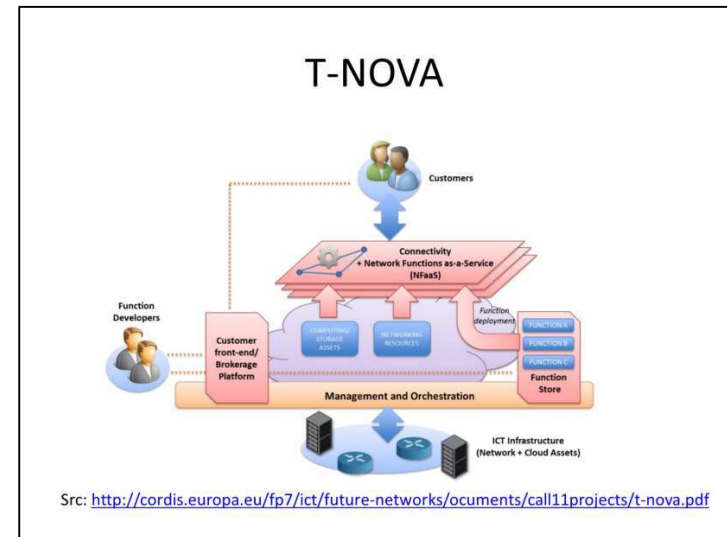 T-NOVA
Customers
Connectivity
+ Network Functions as-a-Service
(NFaaS)
Function
Developers
Customer
front-end/
Brokerage
Platform
COMPUTING/
STORAGE
ASSETS
NETWORKING
RESOURCES
Function
deployment
FUNCTION A
FUNCTION B
FUNCTION C
Function
Store
Management and Orchestration
ICT Infrastructure
(Network + Cloud Assets)
Src: http://cordis.europa.eu/fp7/ict/future-networks/ocuments/call11projects/t-nova.pdf